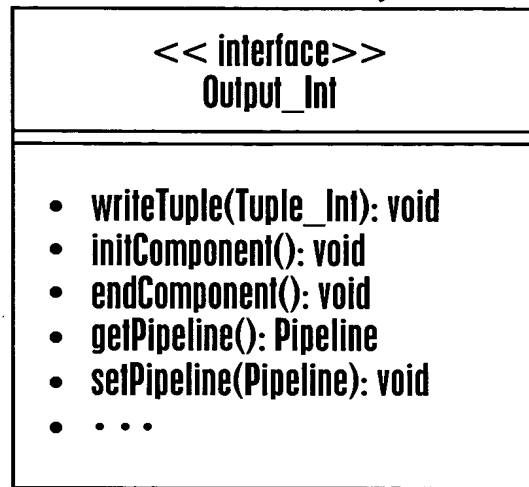 << interface>>
Output_Int
• writeTuple(Tuple_Int): void
• initComponent(): void
• endComponent(): void
• getPipeline(): Pipeline
• setPipeline(Pipeline): void
• • • •